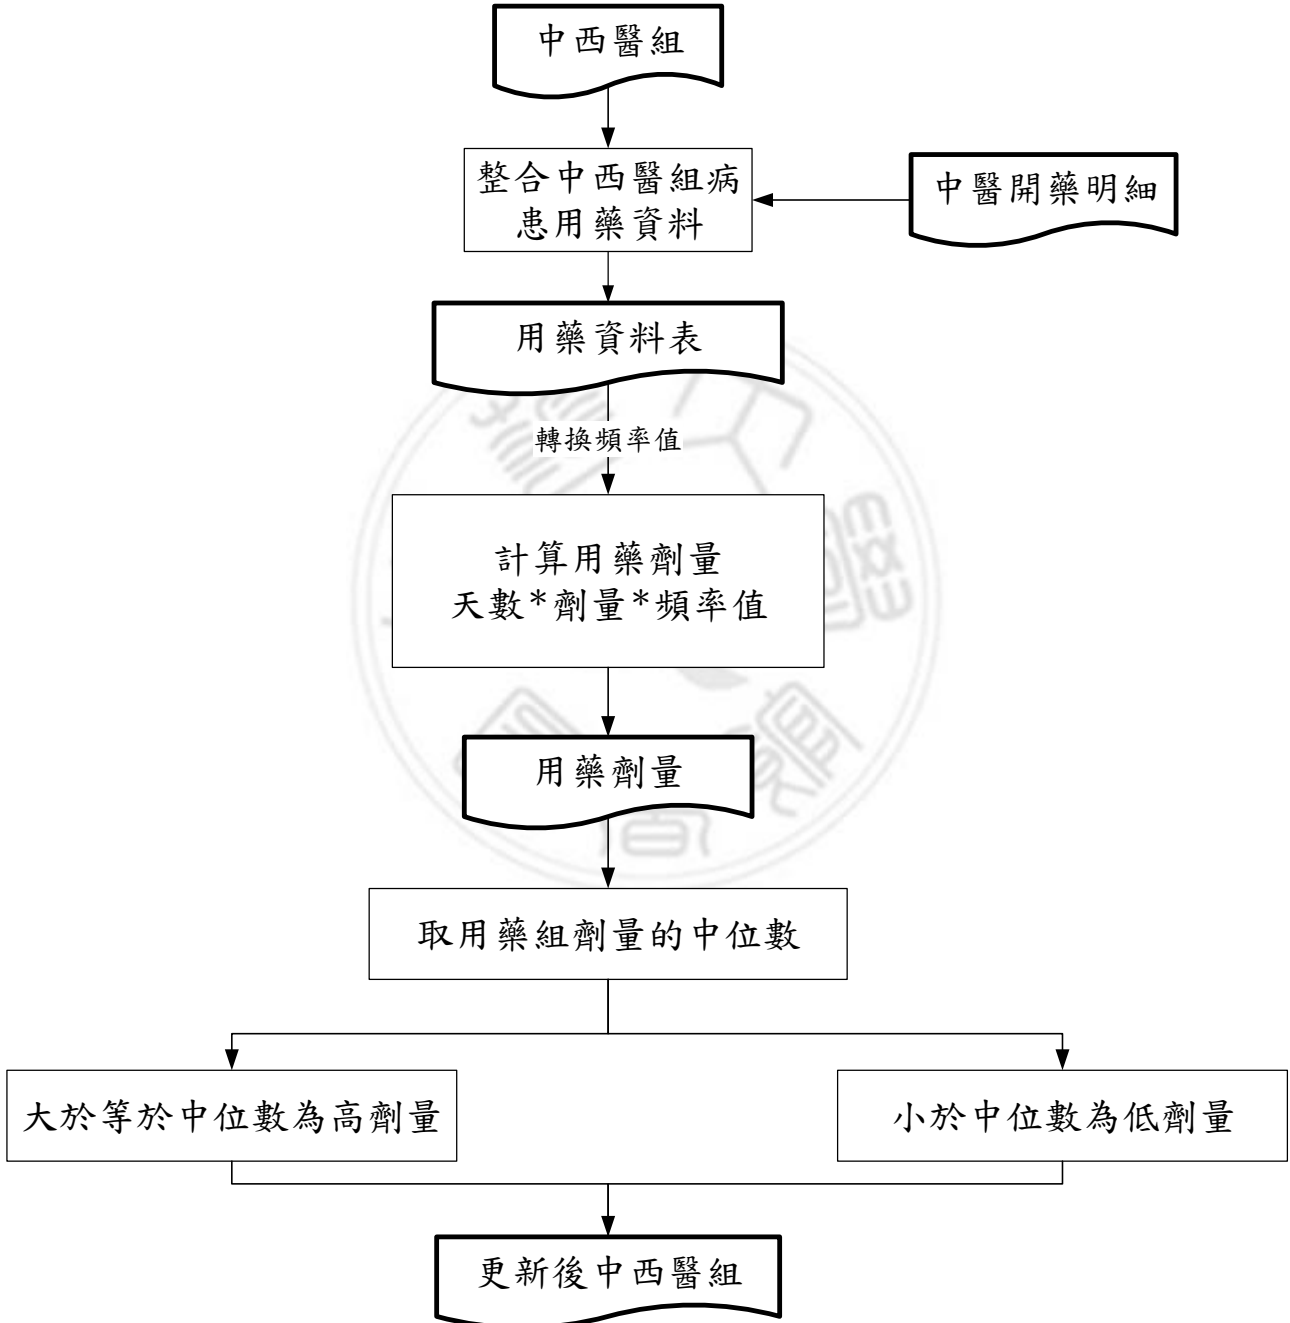 中西醫組
整合中西醫組病
患用藥資料
中醫開藥明細
用藥資料表
轉換頻率值
計算用藥劑量
天數*劑量*頻率值
用藥劑量
取用藥組劑量的中位數
大於等於中位數為高劑量
小於中位數為低劑量
更新後中西醫組